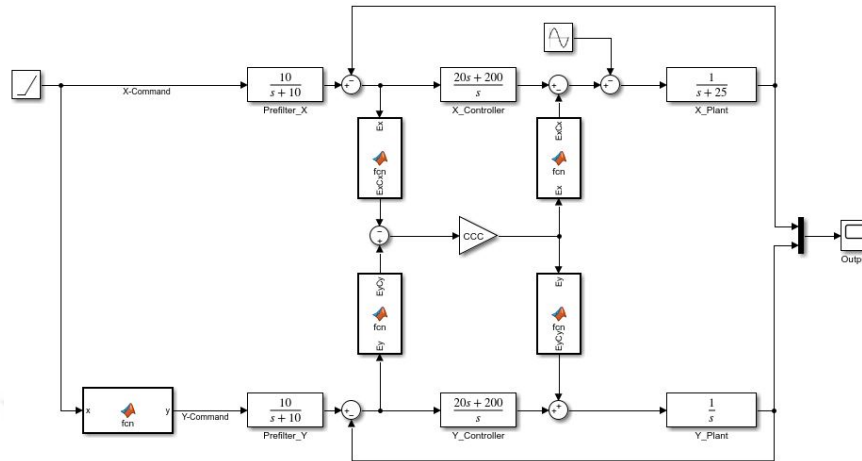 X-Command
10
s + 10
Prefilter_X
20s + 200
s
X_Controller
1
s + 25
X_Plant
Ex
fcn
ExCx
ExCx
fcn
Ex
CCC
EyCy
fcn
Ey
Ey
fcn
EyCy
Outp
x
fcn
y
Y-Command
10
s + 10
Prefilter_Y
20s + 200
s
Y_Controller
1
s
Y_Plant